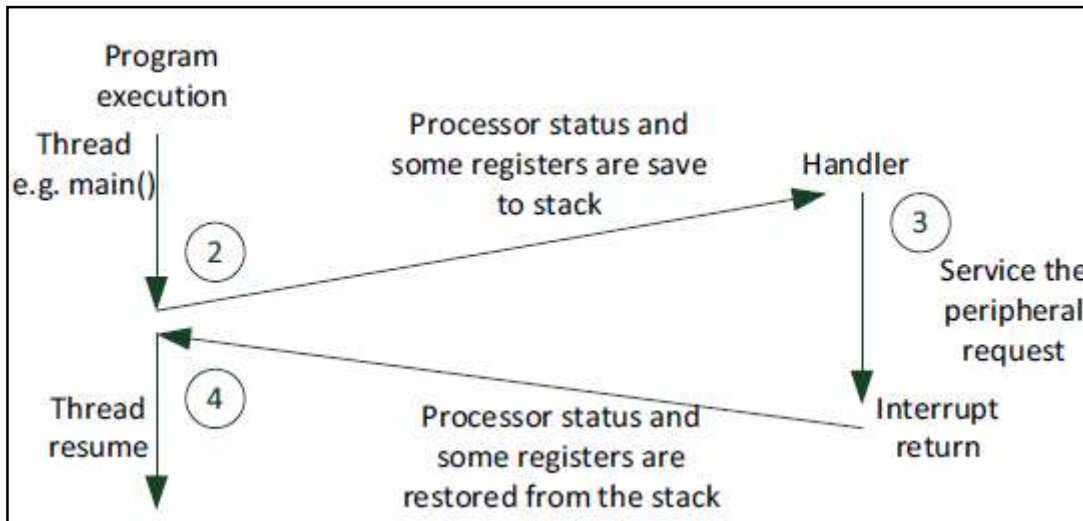 Program
execution
Thread
e.g. main()
2
Processor status and
some registers are save
to stack
Handler
3
Service the
peripheral
request
4
Thread
resume
Processor status and
some registers are
restored from the stack
Interrupt
return